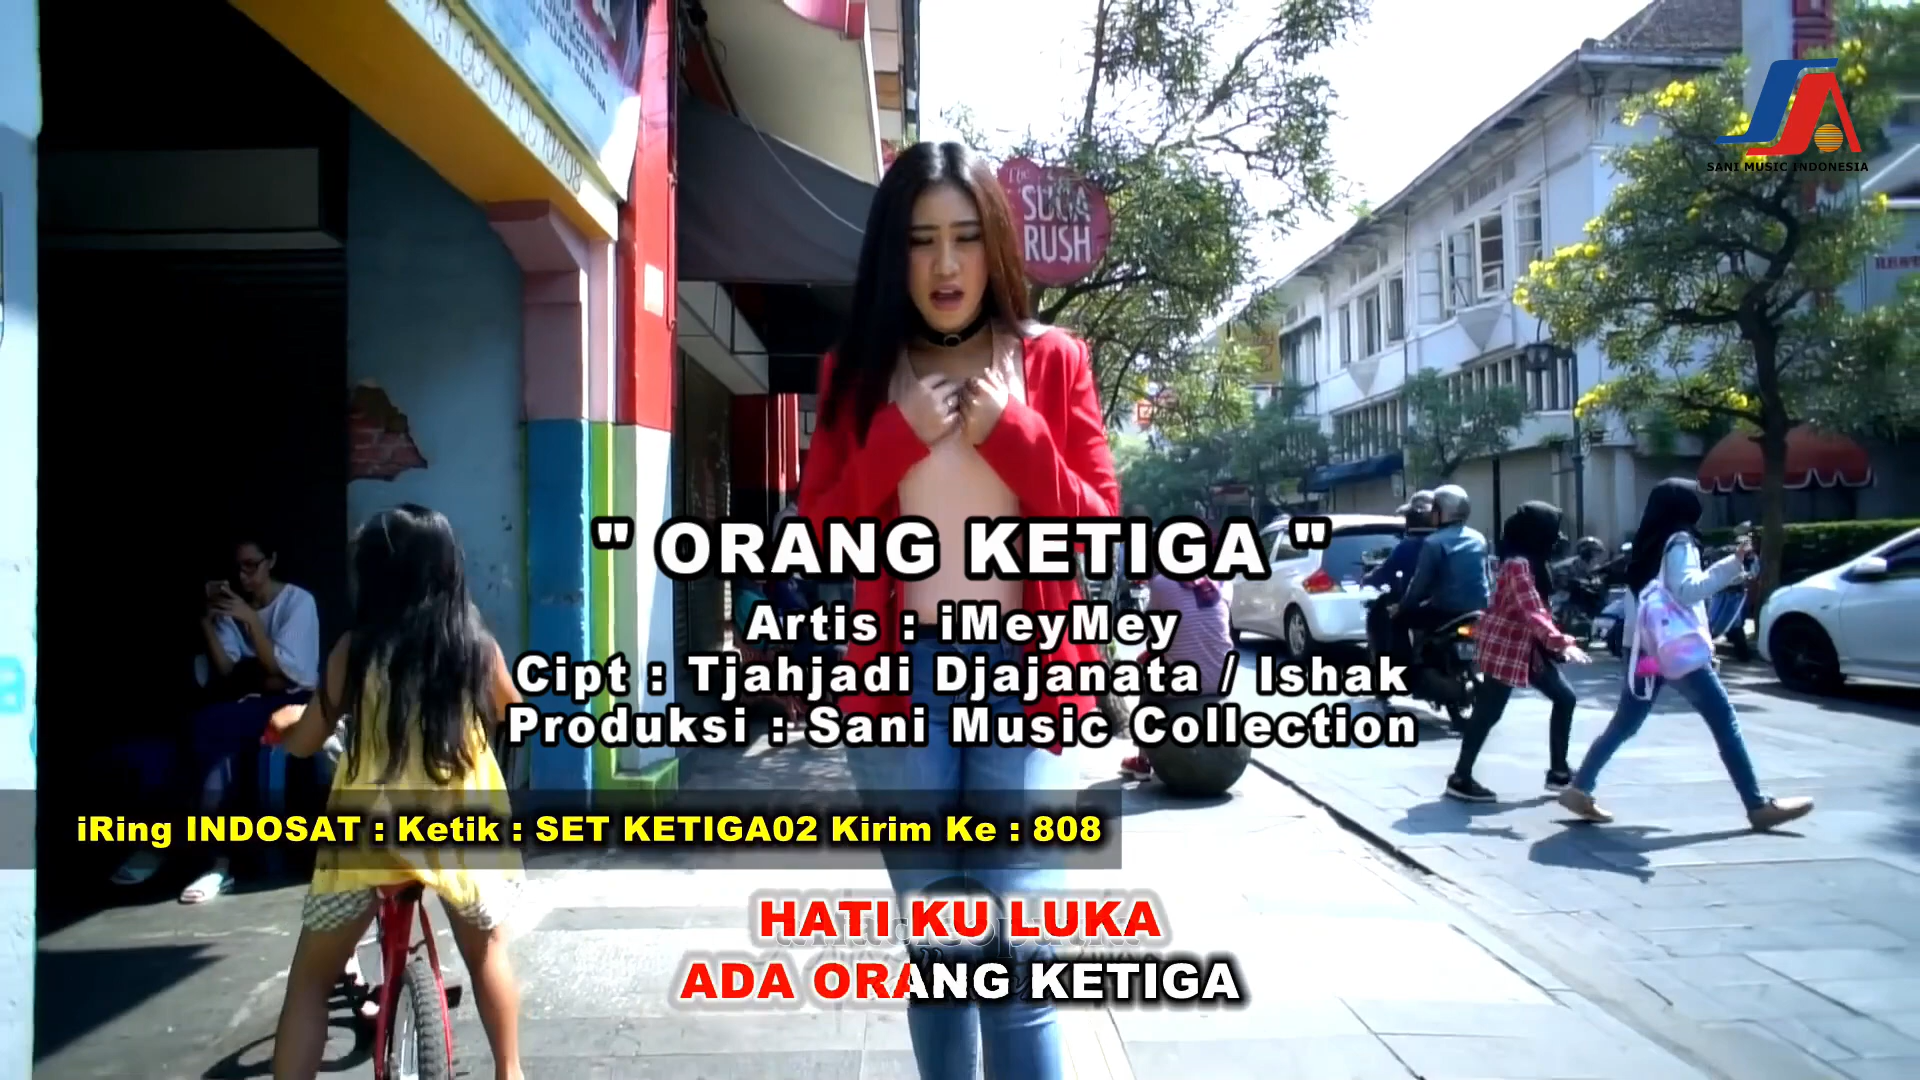 SANI MUSIC INDONESIA
SUGA
RUSH
" ORANG KETIGA "
Artis : iMeyMey
Cipt : Tjahjadi Djajanata / Ishak
Produksi : Sani Music Collection
iRing INDOSAT : Ketik : SET KETIGA02 Kirim Ke : 808
HATI KU LUKA
ADA ORANG KETIGA